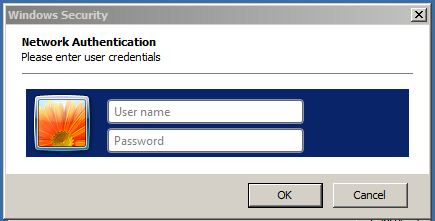 Windows Security
Network Authentication
Please enter user credentials
User name
Password
OK
Cancel